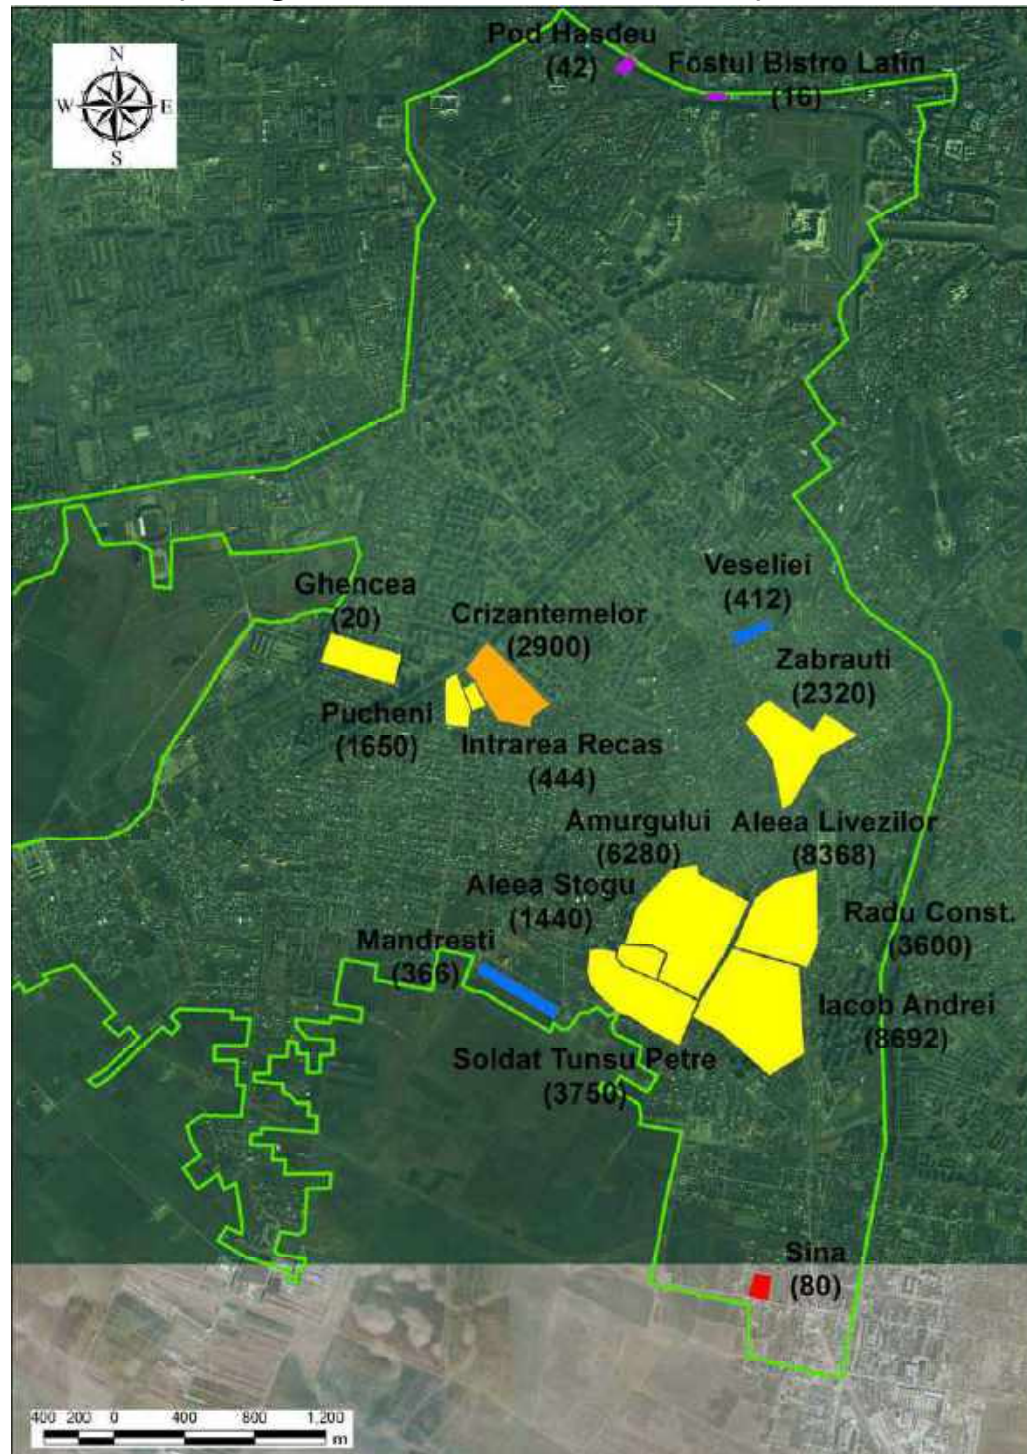 Pod Hasdeu
(42)
Fostul Bistro Latin
(16)
N
W
E
S
Veseliei
(412)
Ghencea
(20)
Crizantemelor
(2900)
Zabrauti
(2320)
Pucheni
(1650)
Intrarea Recas
(444)
Amurgului
(6280)
Aleea Livezilor
(8368)
Aleea Stogu
(1440)
Radu Const.
(3600)
Mandresti
(366)
Iacob Andrei
(8692)
Soldat Tunsu Petre
(3750)
Sina
(80)
400 200 0 400 800 1,200
m